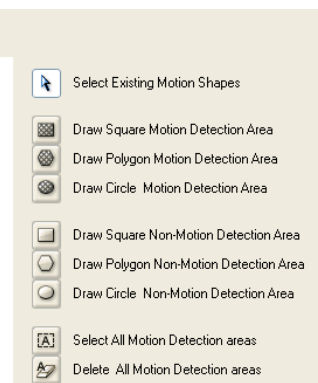 Select Existing Motion Shapes
Draw Square Motion Detection Area
Draw Polygon Motion Detection Area
Draw Circle  Motion Detection Area
Draw Square Non-Motion Detection Area
Draw Polygon Non-Motion Detection Area
Draw Circle  Non-Motion Detection Area
[A] Select All Motion Detection areas
A Delete  All Motion Detection areas